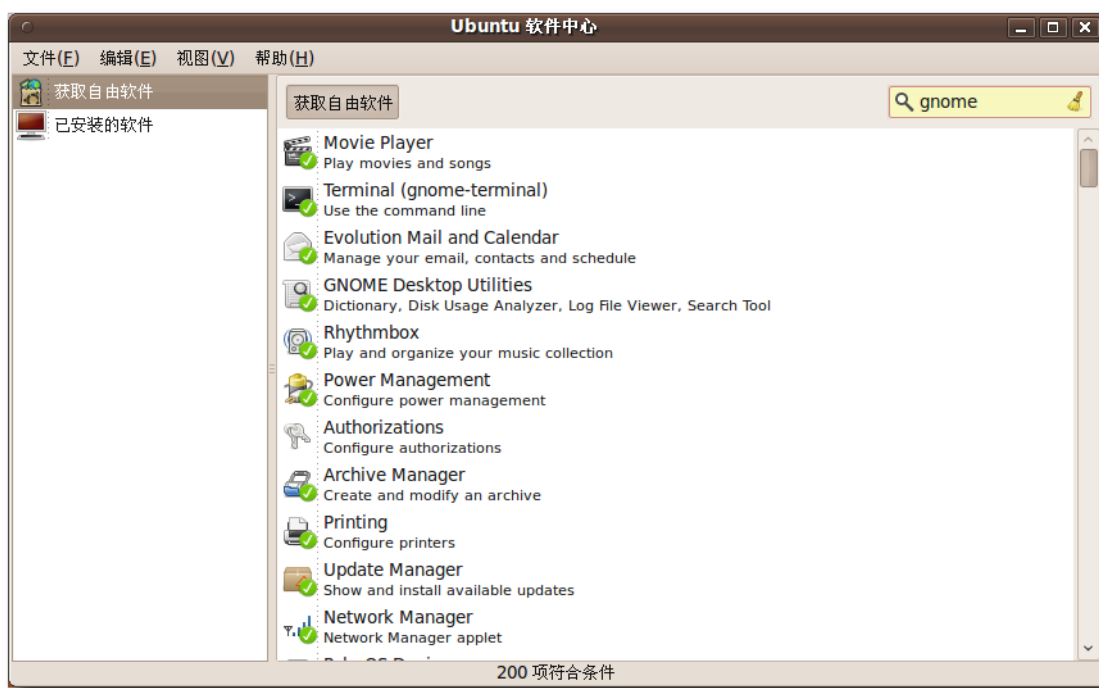 Ubuntu 软件中心
文件(F) 编辑(E) 视图(V) 帮助(H)
获取自由软件
已安装的软件
获取自由软件
gnome
Movie Player
Play movies and songs
Terminal (gnome-terminal)
Use the command line
Evolution Mail and Calendar
Manage your email, contacts and schedule
GNOME Desktop Utilities
Dictionary, Disk Usage Analyzer, Log File Viewer, Search Tool
Rhythmbox
Play and organize your music collection
Power Management
Configure power management
Authorizations
Configure authorizations
Archive Manager
Create and modify an archive
Printing
Configure printers
Update Manager
Show and install available updates
Network Manager
Network Manager applet
200 项符合条件